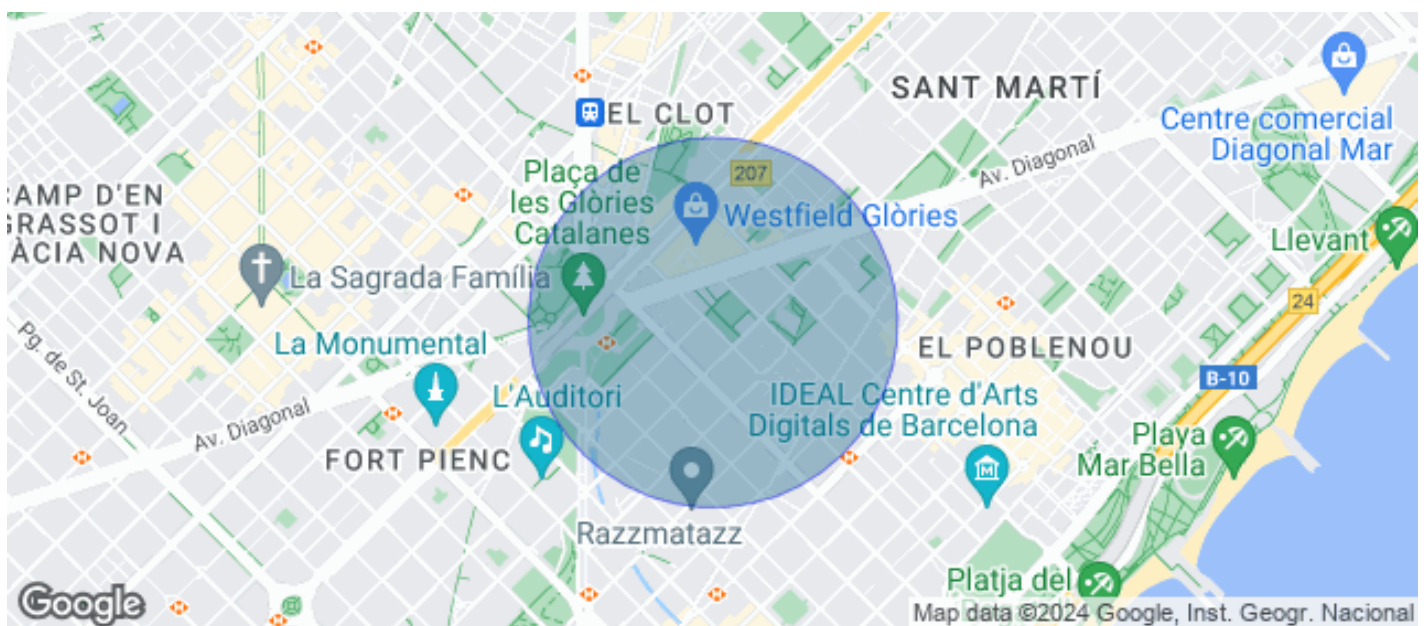 SANT MARTÍ
EL CLOT
Centre comercial
Diagonal Mar
Av. Diagonal
207
Plaça de
les Glòries
Catalanes
Westfield Glòries
CAMP D'EN
GRASSOT I
ÀCIA NOVA
Llevant
La Sagrada Família
24
La Monumental
EL POBLENOU
Pg. de St. Joan
B-10
L'Auditori
IDEAL Centre d'Arts
Digitals de Barcelona
Av. Diagonal
FORT PIENC
Playa
Mar Bella
Razzmatazz
Platja del
Google
Map data ©2024 Google, Inst. Geogr. Nacional